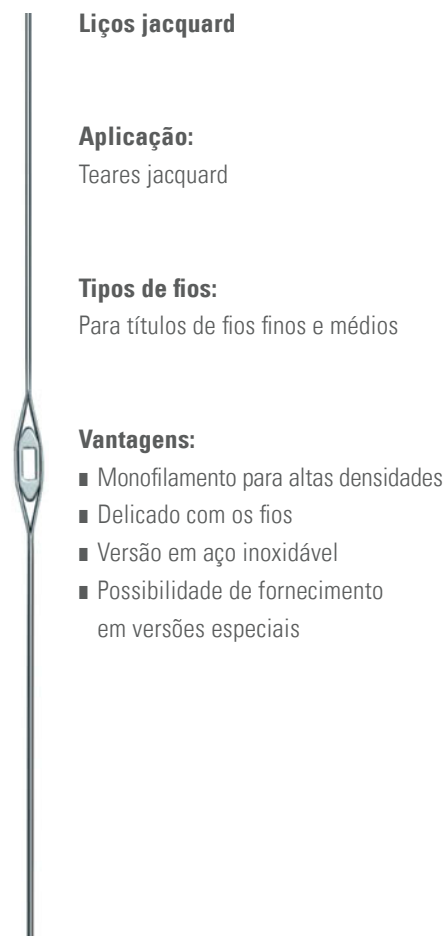 Liços jacquard
Aplicação:
Teares jacquard
Tipos de fios:
Para títulos de fios finos e médios
Vantagens:
∎ Monofilamento para altas densidades
∎ Delicado com os fios
∎ Versão em aço inoxidável
∎ Possibilidade de fornecimento
em versões especiais